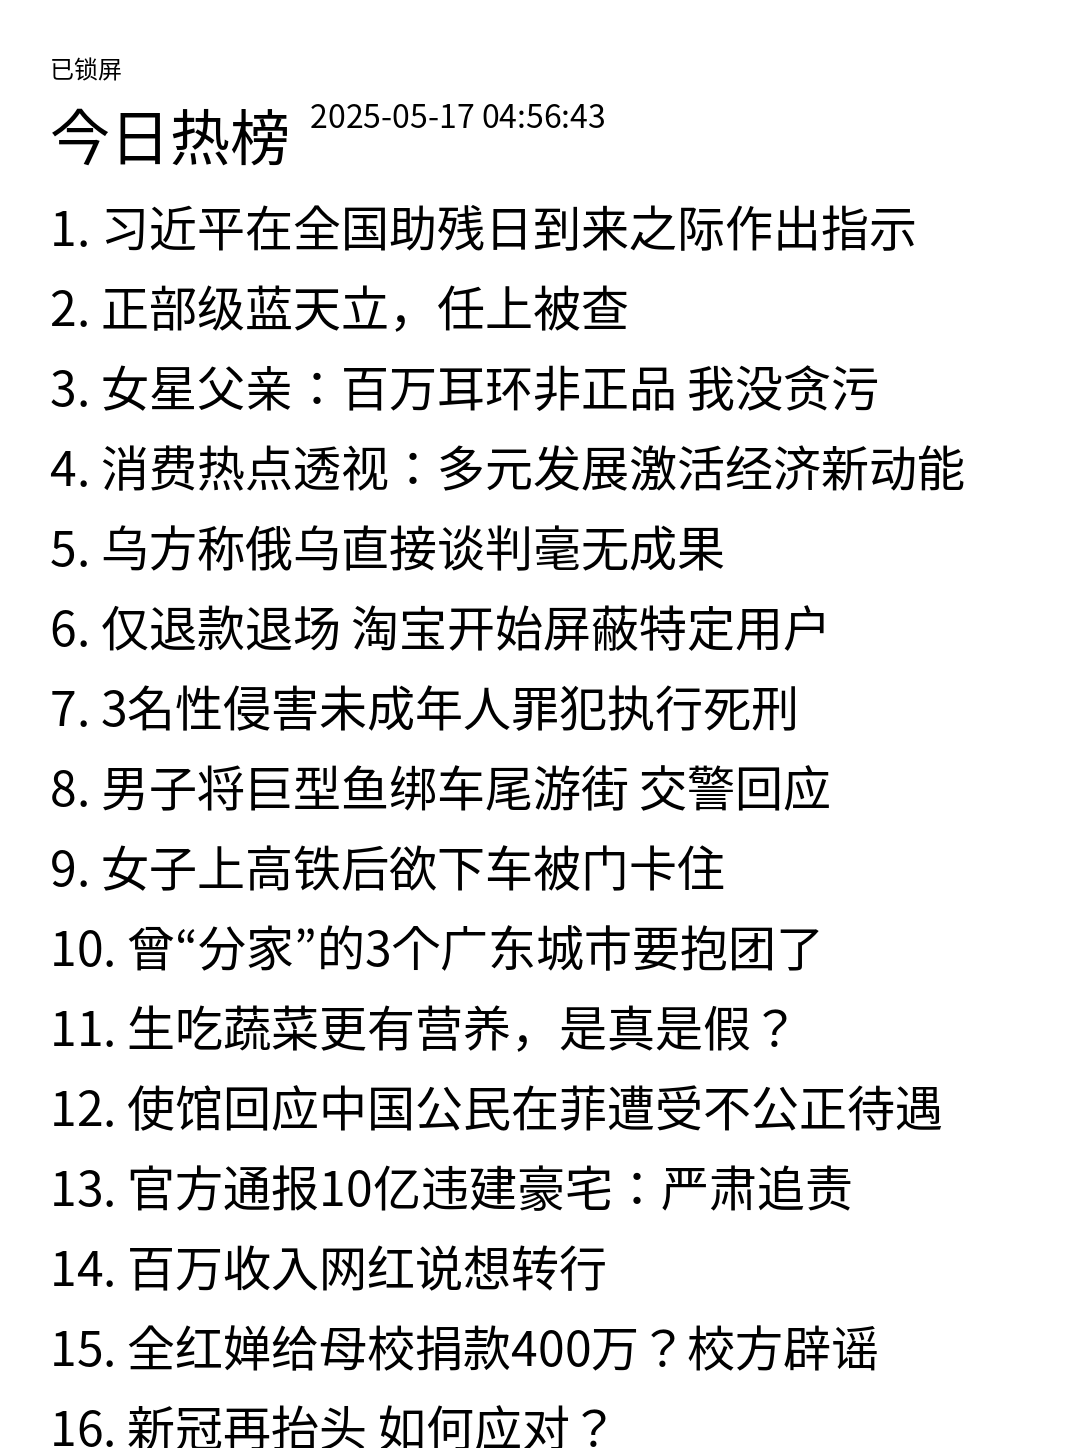 已锁屏
今日热榜 2025-05-17 04:56:43
1. 习近平在全国助残日到来之际作出指示
2. 正部级蓝天立，任上被查
3. 女星父亲：百万耳环非正品 我没贪污
4. 消费热点透视：多元发展激活经济新动能
5. 乌方称俄乌直接谈判毫无成果
6. 仅退款退场 淘宝开始屏蔽特定用户
7. 3名性侵害未成年人罪犯执行死刑
8. 男子将巨型鱼绑车尾游街 交警回应
9. 女子上高铁后欲下车被门卡住
10. 曾“分家”的3个广东城市要抱团了
11. 生吃蔬菜更有营养，是真是假？
12. 使馆回应中国公民在菲遭受不公正待遇
13. 官方通报10亿违建豪宅：严肃追责
14. 百万收入网红说想转行
15. 全红婵给母校捐款400万？校方辟谣
16. 新冠再抬头 如何应对？